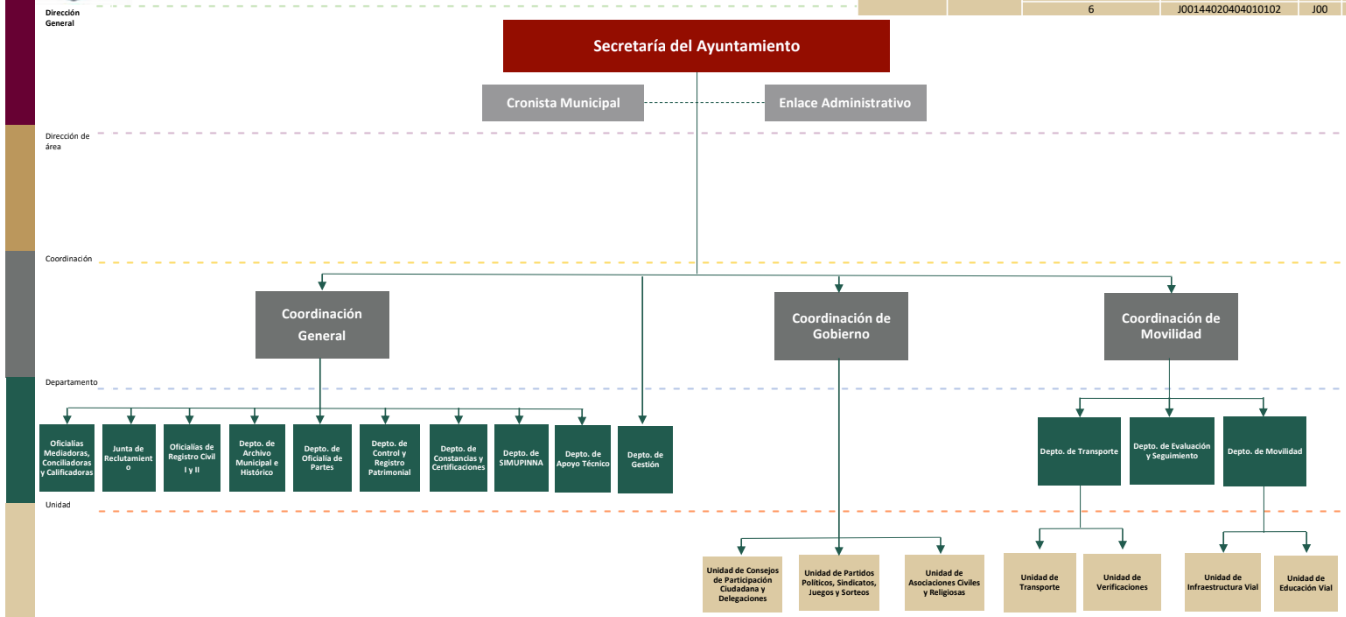 Dirección
General
6 J00144020404010102 J00
Secretaría del Ayuntamiento
Cronista Municipal
Enlace Administrativo
Dirección de
área
Coordinación
Coordinación
General
Coordinación de
Gobierno
Coordinación de
Movilidad
Departamento
Oficialías
Mediadoras,
Conciliadoras
y Calificadoras
Junta de
Reclutamient
o
Oficialías de
Registro Civil
I y II
Depto. de
Archivo
Municipal e
Histórico
Depto. de
Oficialía de
Partes
Depto. de
Control y
Registro
Patrimonial
Depto. de
Constancias y
Certificaciones
Depto. de
SIMUPINNA
Depto. de
Apoyo Técnico
Depto. de
Gestión
Depto. de Transporte
Depto. de Evaluación
y Seguimiento
Depto. de Movilidad
Unidad
Unidad de Consejos
de Participación
Ciudadana y
Delegaciones
Unidad de Partidos
Políticos, Sindicatos,
Juegos y Sorteos
Unidad de
Asociaciones Civiles
y Religiosas
Unidad de
Transporte
Unidad de
Verificaciones
Unidad de
Infraestructura Vial
Unidad de
Educación Vial